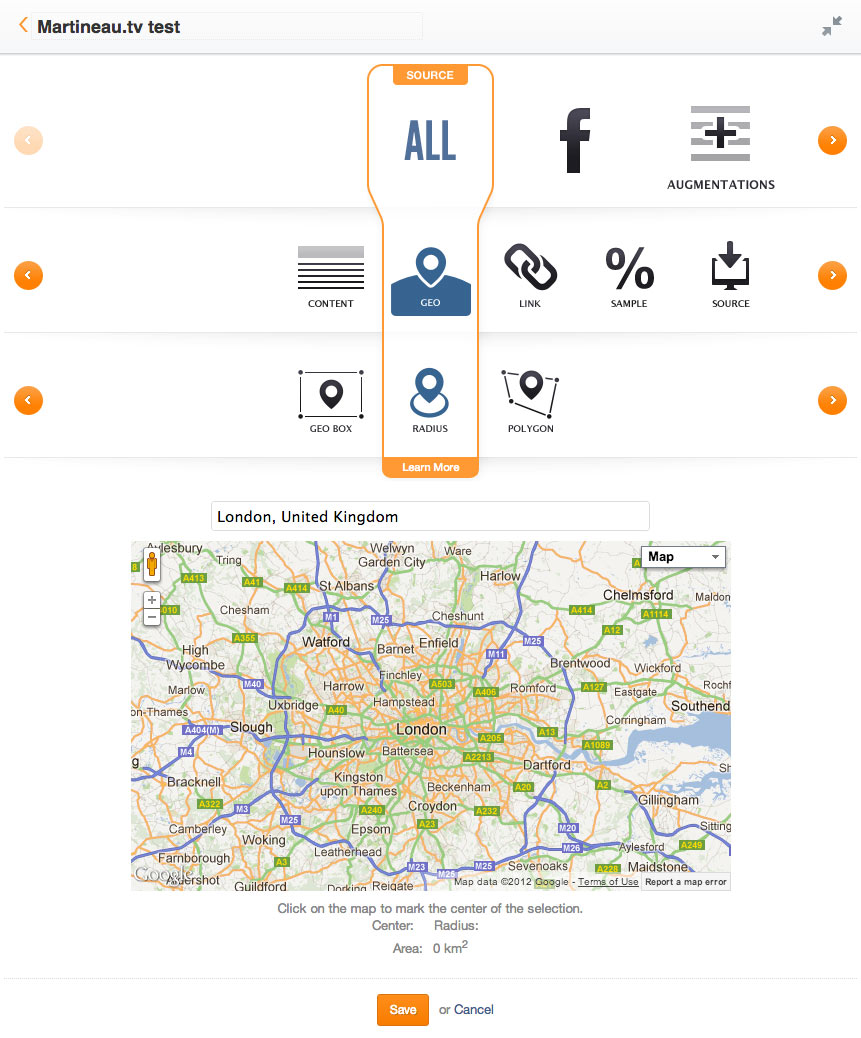 Martineau.tv test
SOURCE
ALL
f
AUGMENTATIONS
CONTENT
GEO
LINK
%
SAMPLE
SOURCE
GEO BOX
RADIUS
POLYGON
Learn More
London, United Kingdom
Map
Aylesbury
Welwyn
Garden City
Ware
Tring
Harlow
A413
A41
A414
St Albans
Chelmsford
Maldon
A414
A1114
Chesham
M1
M25
Cheshunt
A12
A355
Watford
Barnet
Enfield
M25
M11
High
Wycombe
Brentwood
Wickford
Finchley
Marlow
M40
Harrow
A503
A406
Romford
A127
Eastgate
Hampstead
Uxbridge
A40
on-Thames
Corringham
Southend
A404(M)
Slough
London
A205
A13
A1089
M4
Hounslow
Battersea
A2213
Dartford
Bracknell
Kingston
upon Thames
Beckenham
A20
A2
Gillingham
A322
M3
A240
Croydon
A232
M25
A23
Camberley
Epsom
M20
Sitting
Woking
Leatherhead
M26
Aylesford
A249
Farnborough
A3
M23
M25
Sevenoaks
Maidstone
M25
Google
Aldershot
Guildford
Dorking
Reigate
Map data ©2012 Google - Terms of Use
Report a map error
Click on the map to mark the center of the selection.
Center: Radius:
Area: 0 km²
Save or Cancel